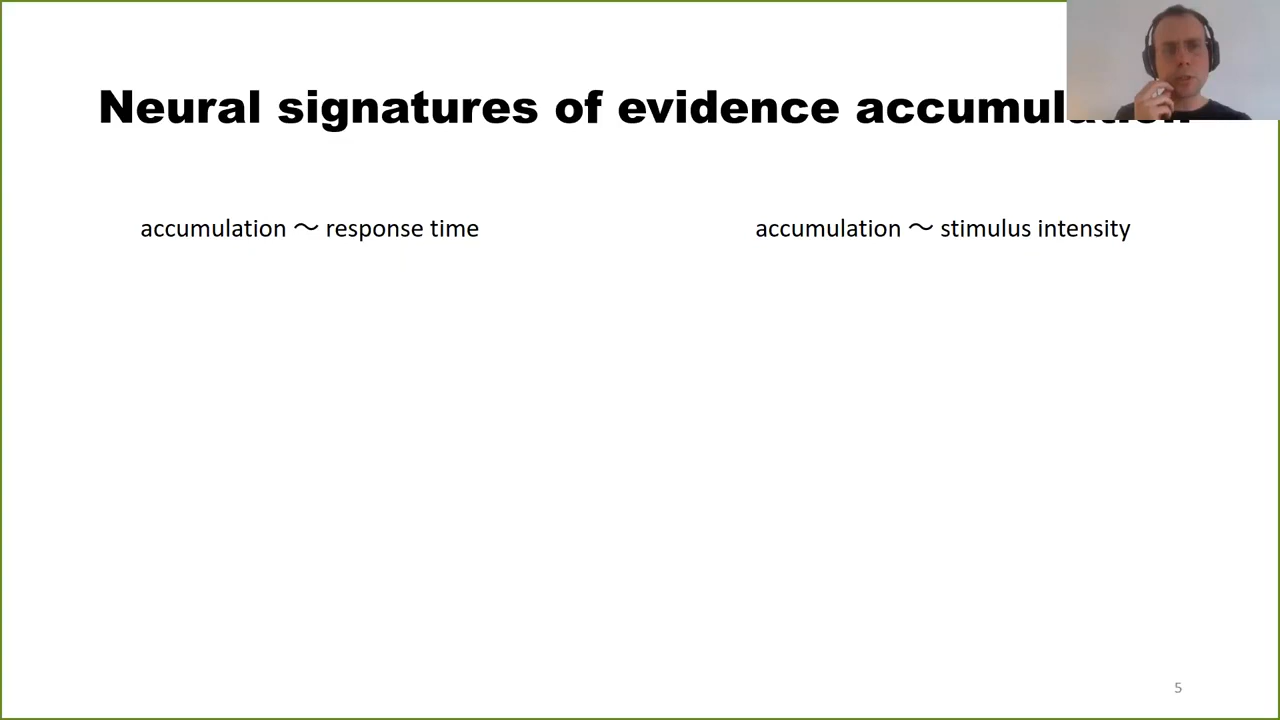 Neural signatures of evidence accumulation
accumulation ～ response time
accumulation ～ stimulus intensity
5